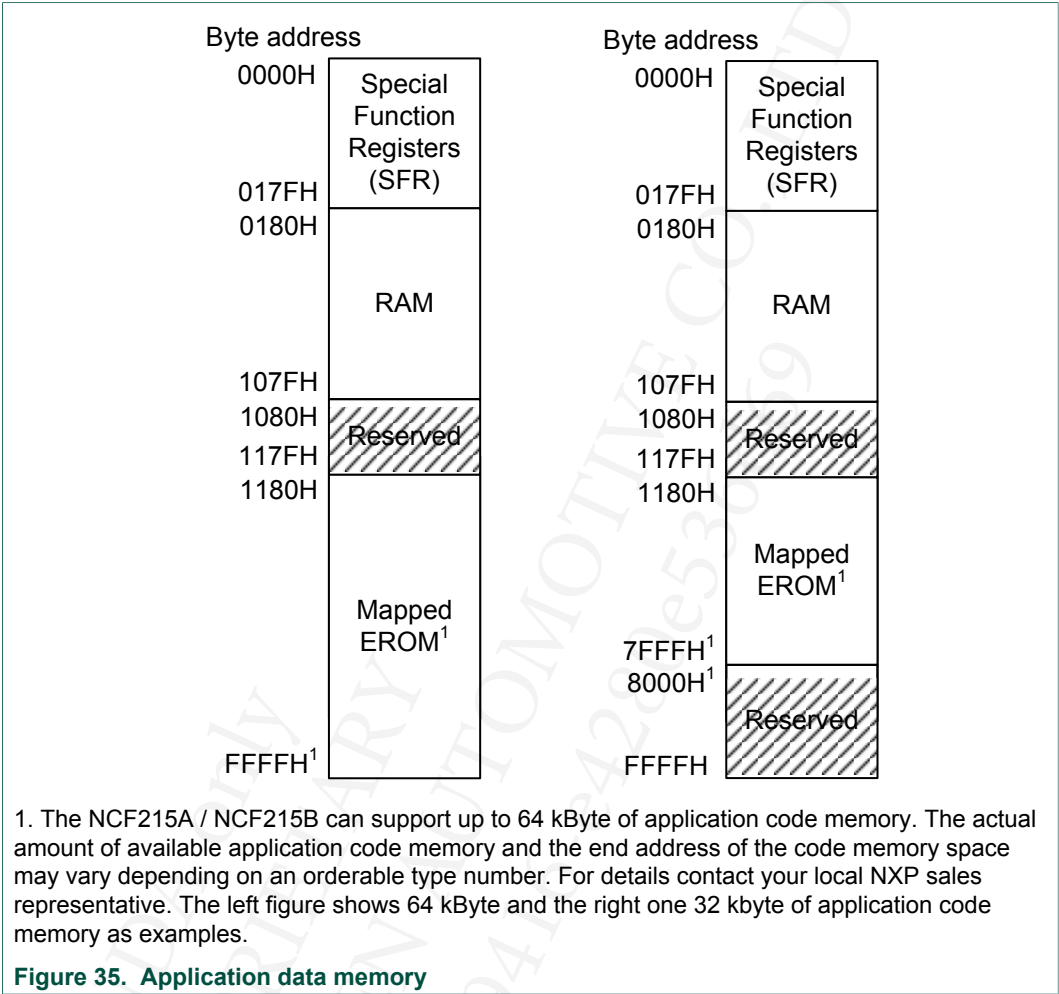 Byte address
0000H
Special
Function
Registers
(SFR)
017FH
0180H
RAM
107FH
1080H
Reserved
117FH
1180H
Mapped
EROM1
FFFFH1
Byte address
0000H
Special
Function
Registers
(SFR)
017FH
0180H
RAM
107FH
1080H
Reserved
117FH
1180H
Mapped
EROM1
7FFFH1
8000H1
Reserved
FFFFH
1. The NCF215A / NCF215B can support up to 64 kByte of application code memory. The actual
amount of available application code memory and the end address of the code memory space
may vary depending on an orderable type number. For details contact your local NXP sales
representative. The left figure shows 64 kByte and the right one 32 kbyte of application code
memory as examples.
Figure 35. Application data memory